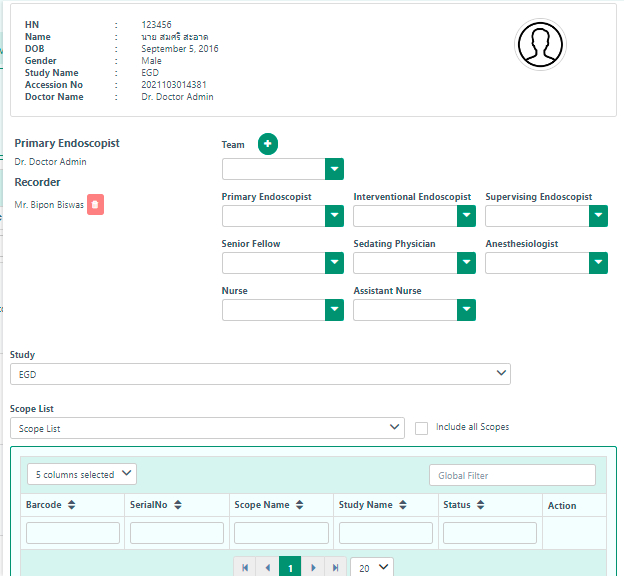 HN : 123456
Name : นาย สมศรี สะอาด
DOB : September 5, 2016
Gender : Male
Study Name : EGD
Accession No : 2021103014381
Doctor Name : Dr. Doctor Admin
Primary Endoscopist
Dr. Doctor Admin
Recorder
Mr. Bipon Biswas
Team
Primary Endoscopist Interventional Endoscopist Supervising Endoscopist
Senior Fellow Sedating Physician Anesthesiologist
Nurse Assistant Nurse
Study
EGD
Scope List
Scope List Include all Scopes
5 columns selected Global Filter
Barcode SerialNo Scope Name Study Name Status Action
1 20